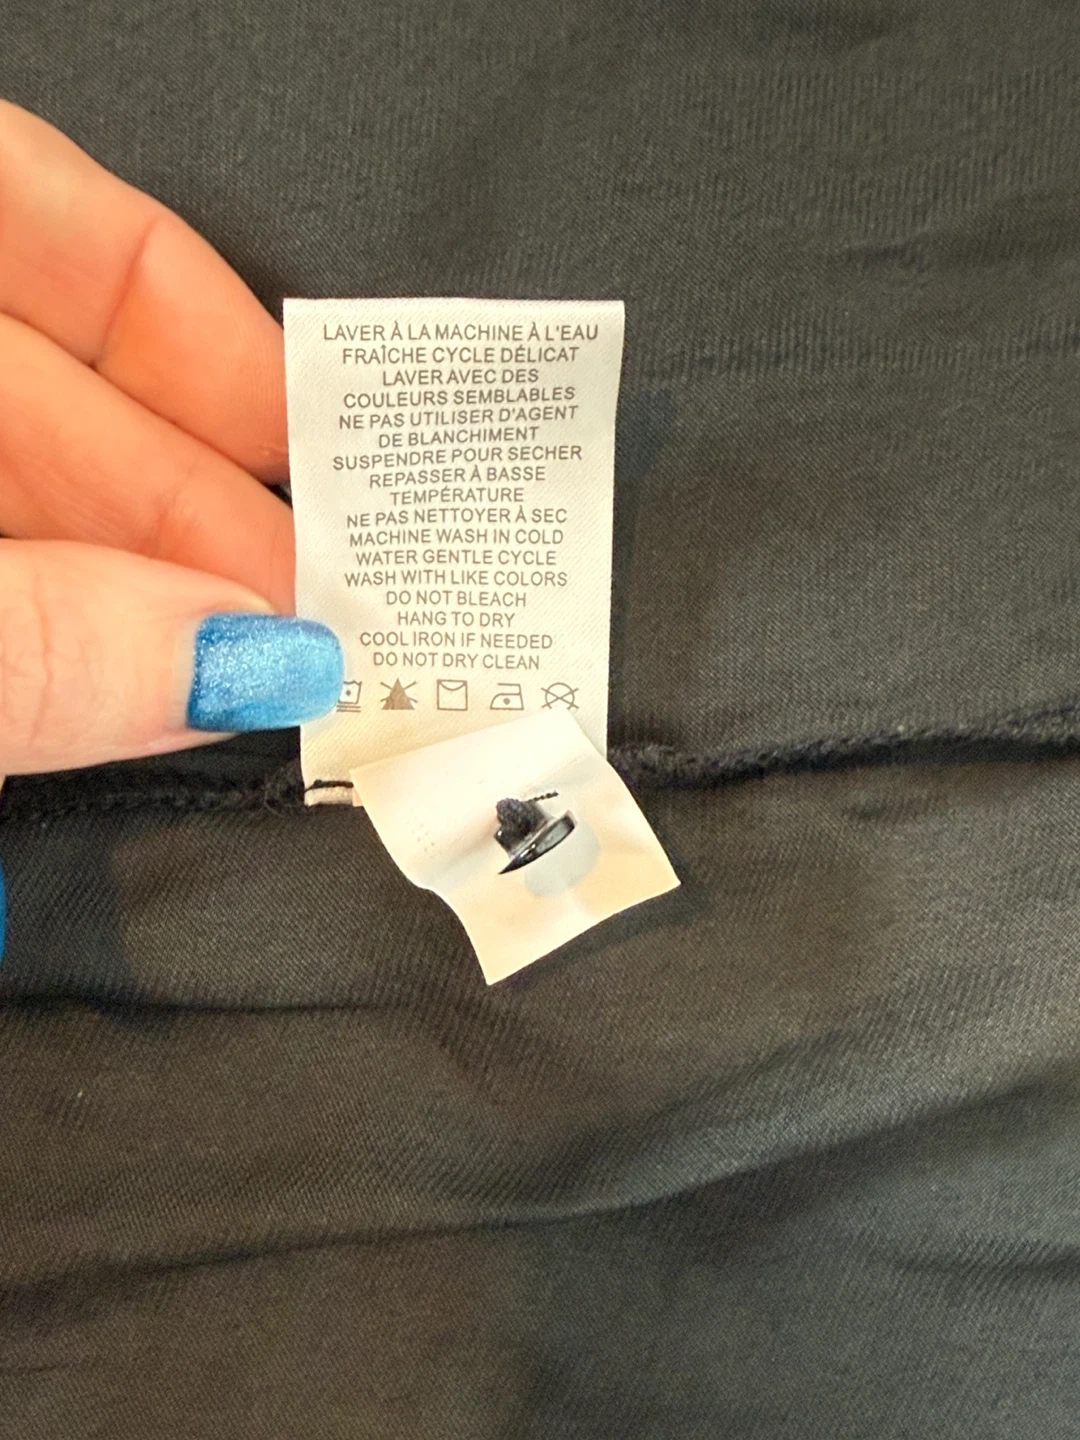 LAVER À LA MACHINE À L'EAU
FRAÎCHE CYCLE DÉLICAT
LAVER AVEC DES
COULEURS SEMBLABLES
NE PAS UTILISER D'AGENT
DE BLANCHIMENT
SUSPENDRE POUR SECHER
REPASSER À BASSE
TEMPÉRATURE
NE PAS NETTOYER À SEC
MACHINE WASH IN COLD
WATER GENTLE CYCLE
WASH WITH LIKE COLORS
DO NOT BLEACH
HANG TO DRY
COOL IRON IF NEEDED
DO NOT DRY CLEAN